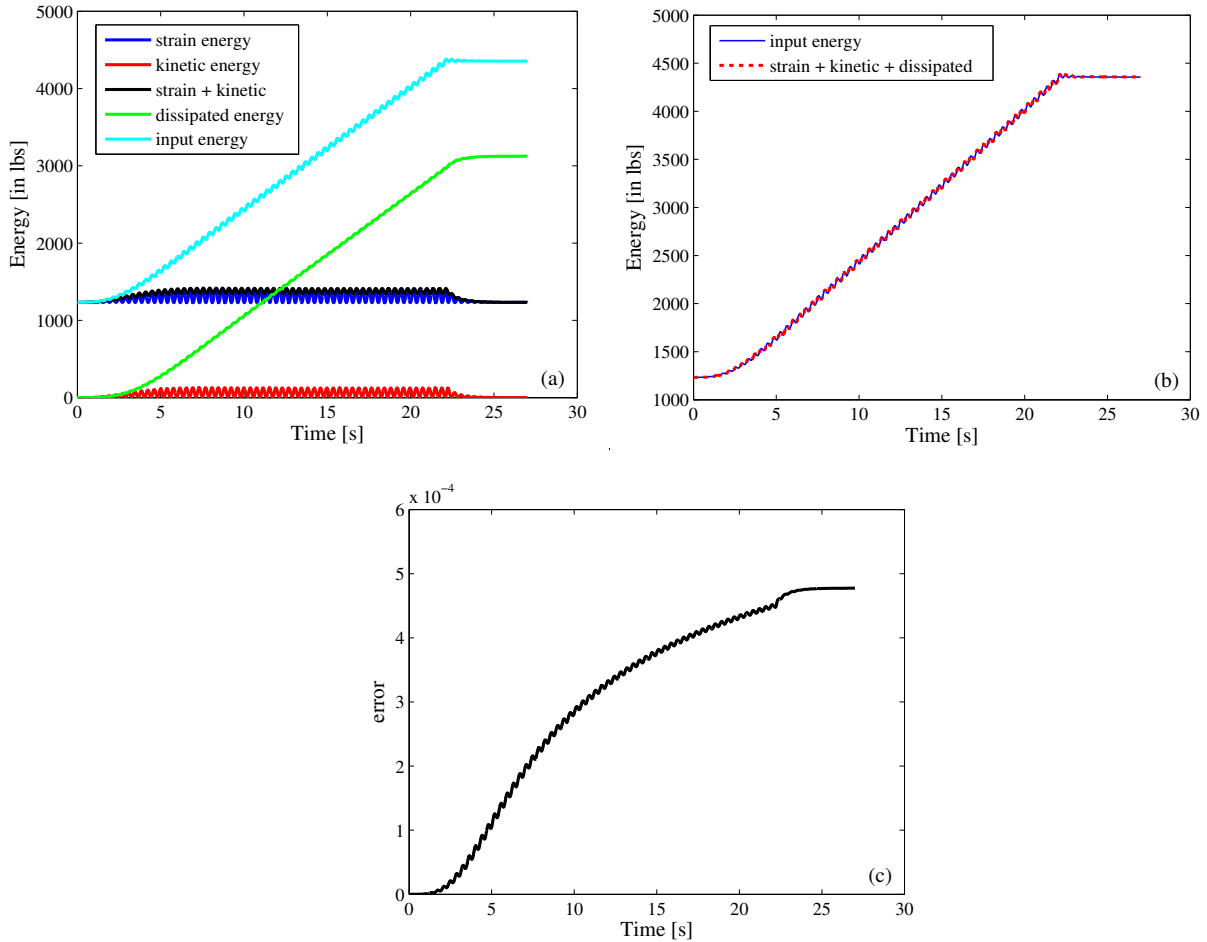 5000
4000
3000
2000
1000
0
Energy [in lbs]
strain energy
kinetic energy
strain + kinetic
dissipated energy
input energy
(a)
0 5 10 15 20 25 30
Time [s]
5000
4500
4000
3500
3000
2500
2000
1500
1000
Energy [in lbs]
input energy
strain + kinetic + dissipated
(b)
0 5 10 15 20 25 30
Time [s]
x 10⁻⁴
6
5
4
3
2
1
0
error
(c)
0 5 10 15 20 25 30
Time [s]